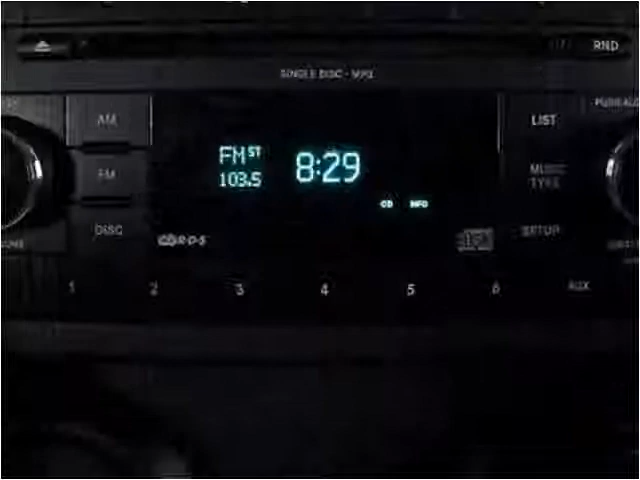 RND
SINGLE DISC - MP3
AM
LIST
FM ST
8:29
103.5
FM
MUSIC
TYPE
CD INFO
DISC
R·D·S
SETUP
1 2 3 4 5 6 AUX